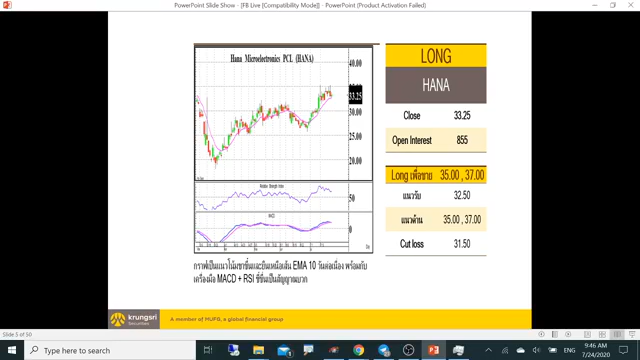 PowerPoint Slide Show - [FB Live [Compatibility Mode] - PowerPoint (Product Activation Failed)
Hana Microelectronics PCL (HANA)
40.00
33.25
30.00
20.00
Relative Strength Index
50
MACD
0
LONG
HANA
Close 33.25
Open Interest 855
Long เพื่อขาย 35.00 , 37.00
แนวรับ 32.50
แนวต้าน 35.00 , 37.00
Cut loss 31.50
กราฟเป็นแนวโน้มขาขึ้นและยืนเหนือเส้น EMA 10 วันต่อเนื่อง พร้อมกับ
เครื่องมือ MACD + RSI ชี้ขึ้นเป็นสัญญาณบวก
krungsri
Securities
A member of MUFG, a global financial group
Slide 5 of 50
Type here to search
ENG
9:46 AM
7/24/2020